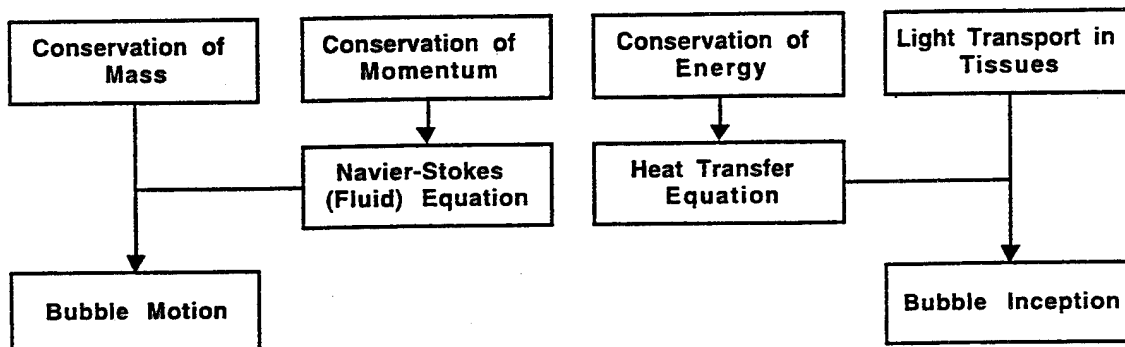 Conservation of
Mass
Conservation of
Momentum
Conservation of
Energy
Light Transport in
Tissues
Navier-Stokes
(Fluid) Equation
Heat Transfer
Equation
Bubble Motion
Bubble Inception